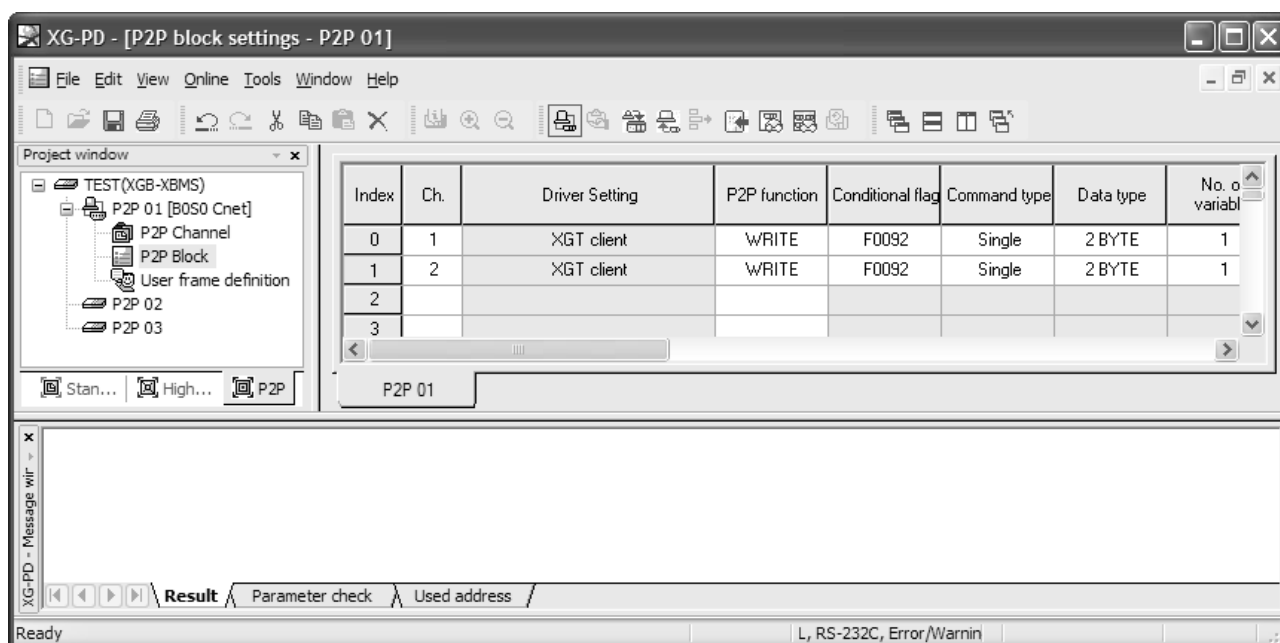 XG-PD - [P2P block settings - P2P 01]
File Edit View Online Tools Window Help
Project window
TEST(XGB-XBMS)
P2P 01 [B0S0 Cnet]
P2P Channel
P2P Block
User frame definition
P2P 02
P2P 03
Stan... High... P2P
Index Ch. Driver Setting P2P function Conditional flag Command type Data type No. o variabl
0 1 XGT client WRITE F0092 Single 2 BYTE 1
1 2 XGT client WRITE F0092 Single 2 BYTE 1
2
3
P2P 01
XG-PD - Message wir
Result Parameter check Used address
Ready L, RS-232C, Error/Warnin